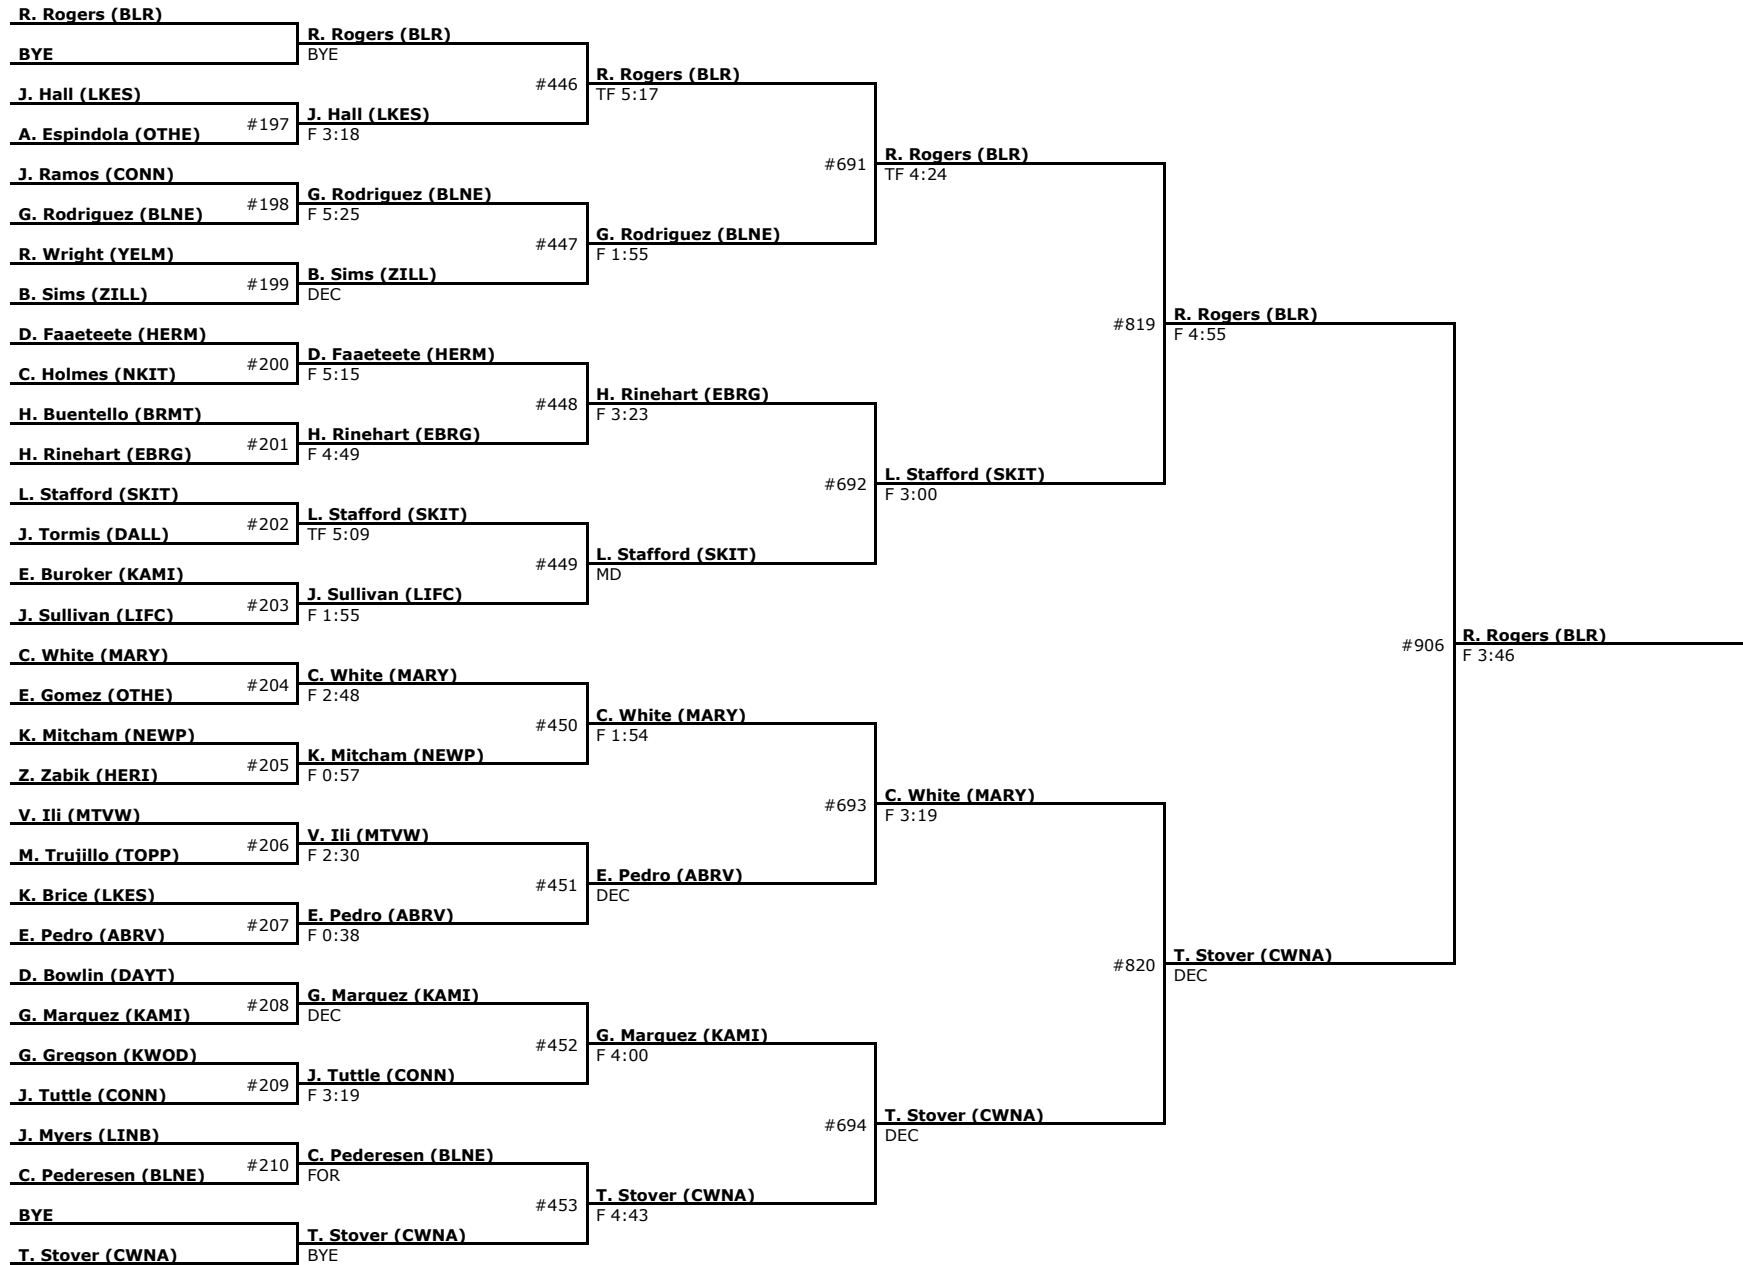 R. Rogers (BLR)
BYE
J. Hall (LKES)
A. Espindola (OTHE)
J. Ramos (CONN)
G. Rodriguez (BLNE)
R. Wright (YELM)
B. Sims (ZILL)
D. Faaeteete (HERM)
C. Holmes (NKIT)
H. Buentello (BRMT)
H. Rinehart (EBRG)
L. Stafford (SKIT)
J. Tormis (DALL)
E. Buroker (KAMI)
J. Sullivan (LIFC)
C. White (MARY)
E. Gomez (OTHE)
K. Mitcham (NEWP)
Z. Zabik (HERI)
V. Ili (MTVW)
M. Trujillo (TOPP)
K. Brice (LKES)
E. Pedro (ABRV)
D. Bowlin (DAYT)
G. Marquez (KAMI)
G. Gregson (KWOD)
J. Tuttle (CONN)
J. Myers (LINB)
C. Pederesen (BLNE)
BYE
T. Stover (CWNA)
#197
#198
#199
#200
#201
#202
#203
#204
#205
#206
#207
#208
#209
#210
R. Rogers (BLR)
BYE
J. Hall (LKES)
F 3:18
G. Rodriguez (BLNE)
F 5:25
B. Sims (ZILL)
DEC
D. Faaeteete (HERM)
F 5:15
H. Rinehart (EBRG)
F 4:49
L. Stafford (SKIT)
TF 5:09
J. Sullivan (LIFC)
F 1:55
C. White (MARY)
F 2:48
K. Mitcham (NEWP)
F 0:57
V. Ili (MTVW)
F 2:30
E. Pedro (ABRV)
F 0:38
G. Marquez (KAMI)
DEC
J. Tuttle (CONN)
F 3:19
C. Pederesen (BLNE)
FOR
T. Stover (CWNA)
BYE
#446
#447
#448
#449
#450
#451
#452
#453
R. Rogers (BLR)
TF 5:17
G. Rodriguez (BLNE)
F 1:55
H. Rinehart (EBRG)
F 3:23
L. Stafford (SKIT)
MD
C. White (MARY)
F 1:54
E. Pedro (ABRV)
DEC
G. Marquez (KAMI)
F 4:00
T. Stover (CWNA)
F 4:43
#691
#692
#693
#694
R. Rogers (BLR)
TF 4:24
L. Stafford (SKIT)
F 3:00
C. White (MARY)
F 3:19
T. Stover (CWNA)
DEC
#819
#820
R. Rogers (BLR)
F 4:55
T. Stover (CWNA)
DEC
#906
R. Rogers (BLR)
F 3:46